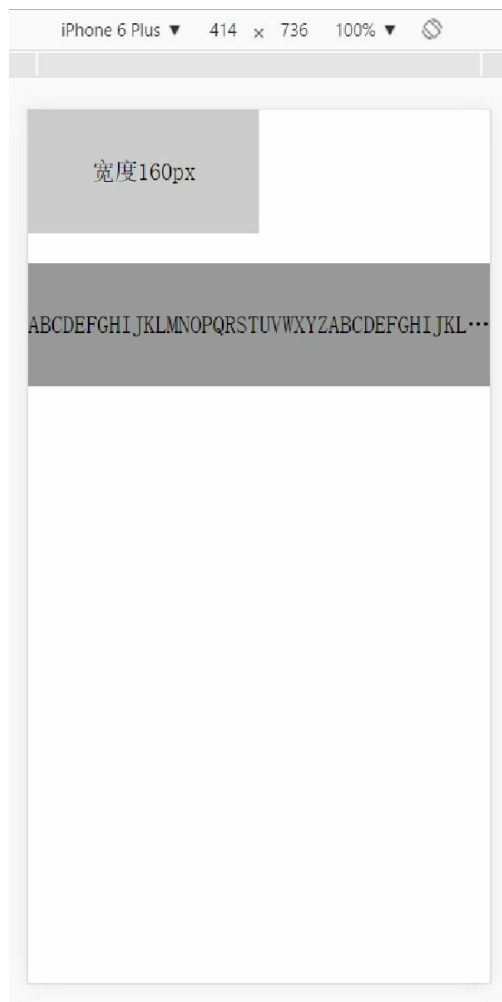 iPhone 6 Plus ▼ 414 × 736 100% ▼
宽度160px
ABCDEFGHIJKLMNOPQRSTUVWXYZABCDEFGHIJKL…